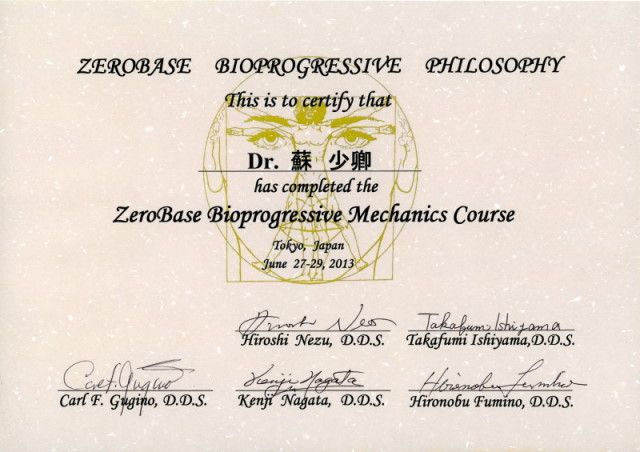 ZEROBASE BIOPROGRESSIVE PHILOSOPHY
This is to certify that
Dr. 蘇 少卿
has completed the
ZeroBase Bioprogressive Mechanics Course
Tokyo, Japan
June 27-29, 2013
Hiroshi Nezu Takafumi Ishiyama
Hiroshi Nezu, D.D.S. Takafumi Ishiyama,D.D.S.
Carl F. Gugino Kenji Nagata Hironobu Fumino
Carl F. Gugino, D.D.S. Kenji Nagata, D.D.S. Hironobu Fumino, D.D.S.